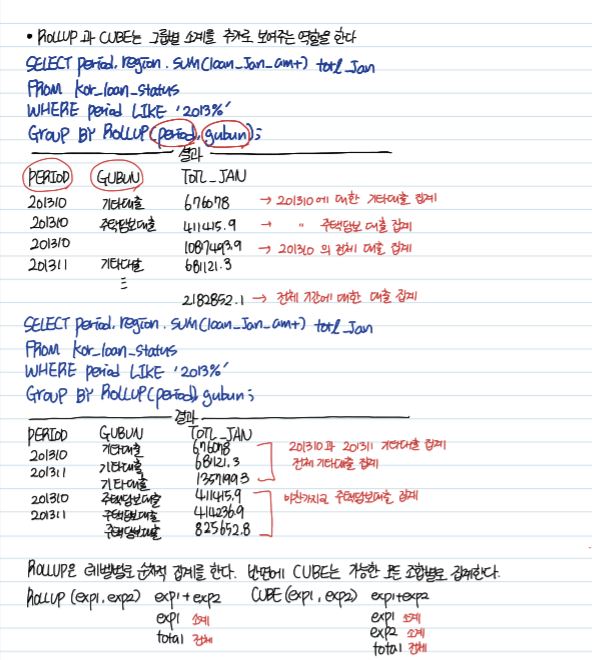 • ROLLUP과 CUBE는 그룹별 소계를 추가로 보여주는 역할을 한다
SELECT period, region, sum(loan_jan_amt) totl_jan
FROM kor_loan_status
WHERE period LIKE '2013%'
GROUP BY ROLLUP(period, gubun);
결과
PERIOD GUBUN TOTL_JAN
201310 기타대출 676078 → 201310에 대한 기타대출 집계
201310 주택담보대출 411415.9 → " 주택담보 대출 집계
201310 1087493.9 → 201310 의 전체 대출 집계
201311 기타대출 681121.3
⋮
2182852.1 → 전체 기간에 대한 대출 집계
SELECT period, region, sum(loan_jan_amt) totl_jan
FROM kor_loan_status
WHERE period LIKE '2013%'
GROUP BY ROLLUP(period), gubun;
결과
PERIOD GUBUN TOTL_JAN
201310 기타대출 676078 201310과 201311 기타대출 집계
201311 기타대출 68121.3 전체 기타대출 집계
기타대출 1357199.3
201310 주택담보대출 411415.9 마찬가지로 주택담보대출 집계
201311 주택담보대출 414236.9
주택담보대출 825652.8
ROLLUP은 레벨별로 순차적 집계를 한다. 반면에 CUBE는 가능한 모든 조합별로 집계한다.
ROLLUP (exp1, exp2) exp1+exp2 CUBE (exp1, exp2) exp1+exp2
exp1 소계 exp1 소계
total 전체 exp2 소계
total 전체